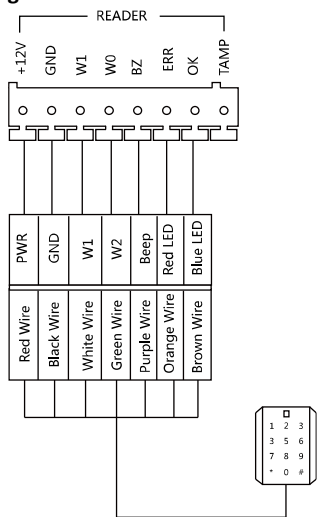 READER
+12V GND W1 W0 BZ ERR OK TAMP
PWR GND W1 W2 Beep Red LED Blue LED
Red Wire Black Wire White Wire Green Wire Purple Wire Orange Wire Brown Wire
1 2 3
3 5 6
7 8 9
* 0 #